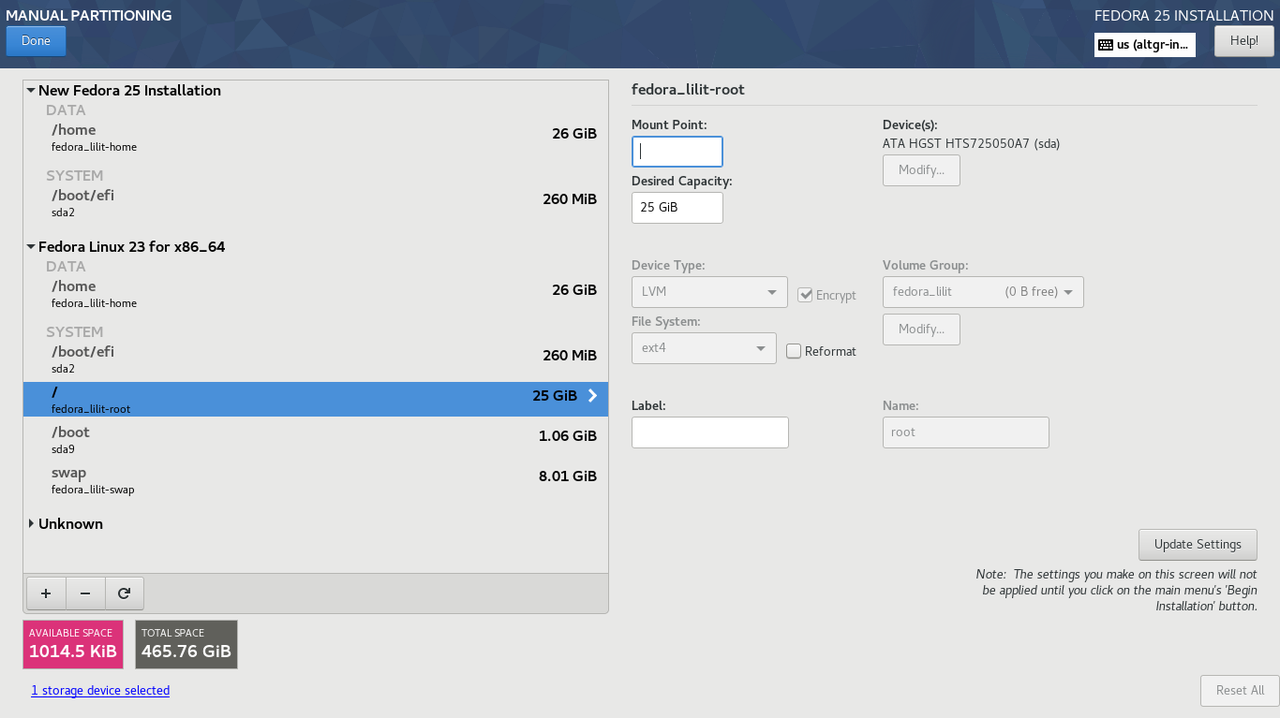 MANUAL PARTITIONING
Done
FEDORA 25 INSTALLATION
us (altgr-in...
Help!
New Fedora 25 Installation
DATA
/home
26 GiB
fedora_lilit-home
SYSTEM
/boot/efi
260 MiB
sda2
Fedora Linux 23 for x86_64
DATA
/home
26 GiB
fedora_lilit-home
SYSTEM
/boot/efi
260 MiB
sda2
/
25 GiB
fedora_lilit-root
/boot
1.06 GiB
sda9
swap
8.01 GiB
fedora_lilit-swap
Unknown
AVAILABLE SPACE
1014.5 KiB
TOTAL SPACE
465.76 GiB
1 storage device selected
fedora_lilit-root
Mount Point:
Desired Capacity:
25 GiB
Device(s):
ATA HGST HTS725050A7 (sda)
Modify...
Device Type:
LVM
Encrypt
File System:
ext4
Reformat
Volume Group:
fedora_lilit (0 B free)
Modify...
Label:
Name:
root
Update Settings
Note: The settings you make on this screen will not
be applied until you click on the main menu's 'Begin
Installation' button.
Reset All